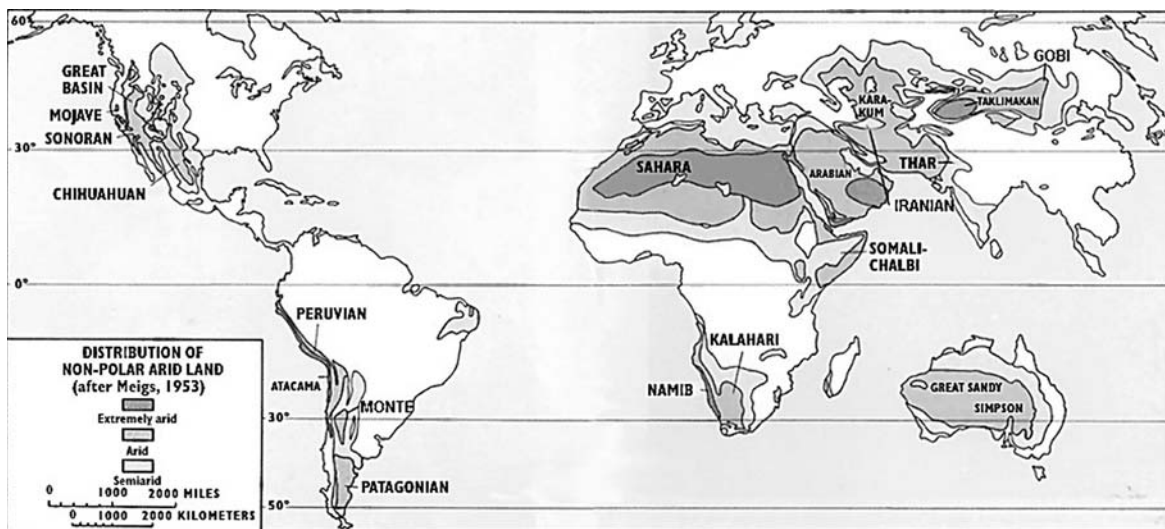 60°
GREAT
BASIN
MOJAVE
SONORAN
30°
CHIHUAHUAN
GOBI
KARA-
KUM
TAKLIMAKAN
SAHARA
ARABIAN
THAR
IRANIAN
SOMALI-
CHALBI
0°
PERUVIAN
ATACAMA
MONTE
30°
PATAGONIAN
50°
KALAHARI
NAMIB
GREAT SANDY
SIMPSON
DISTRIBUTION OF
NON-POLAR ARID LAND
(after Meigs, 1953)
Extremely arid
Arid
Semiarid
0 1000 2000 MILES
0 1000 2000 KILOMETERS